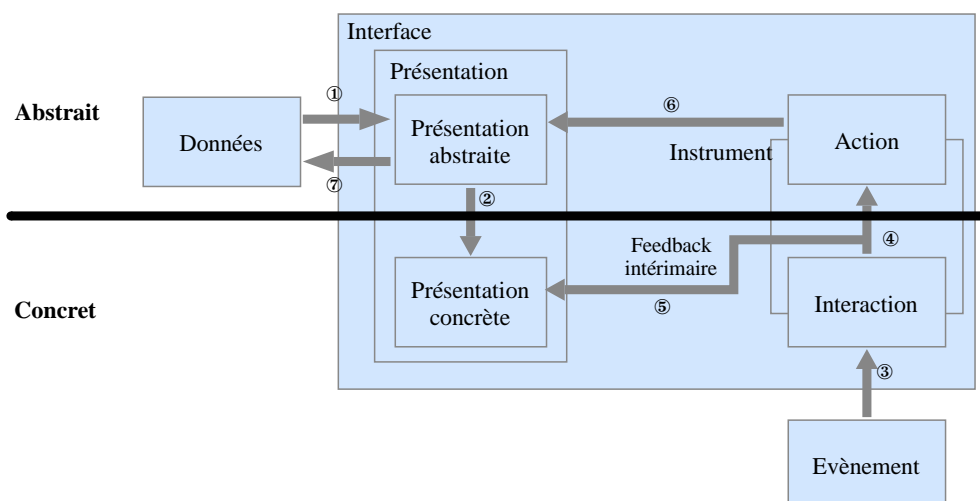 Interface
Présentation
①
⑥
Abstrait
Données
Présentation
abstraite
Instrument
Action
⑦
②
Feedback
intérimaire
④
Concret
Présentation
concrète
⑤
Interaction
③
Evènement